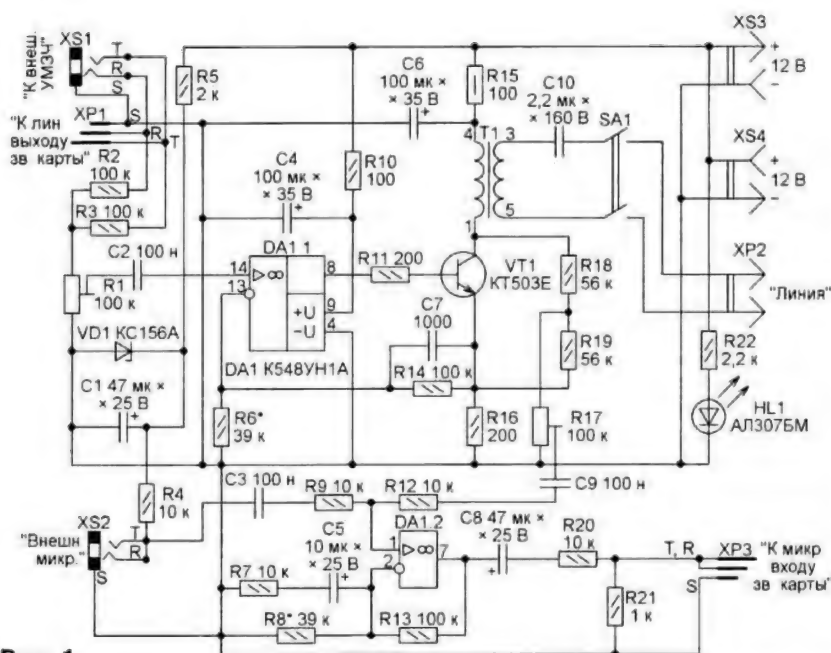 XS1
T
R
S
"К внеш.
УМЗЧ"
XP1
S
R
T
"К лин
выходу
зв карты"
R2
100 к
R3 100 к
C2 100 н
R1
100 к
VD1 КС156А
C1 47 мк ×
× 25 В
+
R4
10 к
XS2
"Внешн
микр."
T
R
S
R5
2 к
C4
100 мк ×
× 35 В
+
DA1 1
14
13
8
9
4
▷∞
+U
−U
DA1 К548УН1А
R6*
39 к
C6
100 мк ×
× 35 В
+
R10
100
R11 200
C7
1000
R14 100 к
R15
100
4
T1
3
1
5
C10
2,2 мк ×
× 160 В
SA1
VT1
КТ503Е
R18
56 к
R19
56 к
R16
200
R17
100 к
C9 100 н
XS3
+
12 В
−
XS4
+
12 В
−
XP2
"Линия"
R22
2,2 к
HL1
АЛ307БМ
C3 100 н
R9 10 к
R12 10 к
C5
10 мк ×
× 25 В
+
R7 10 к
R8* 39 к
R13 100 к
DA1.2
1
2
7
▷∞
C8 47 мк ×
× 25 В
+
R20
10 к
R21
1 к
T, R
S
XP3
"К микр
входу
зв карты"